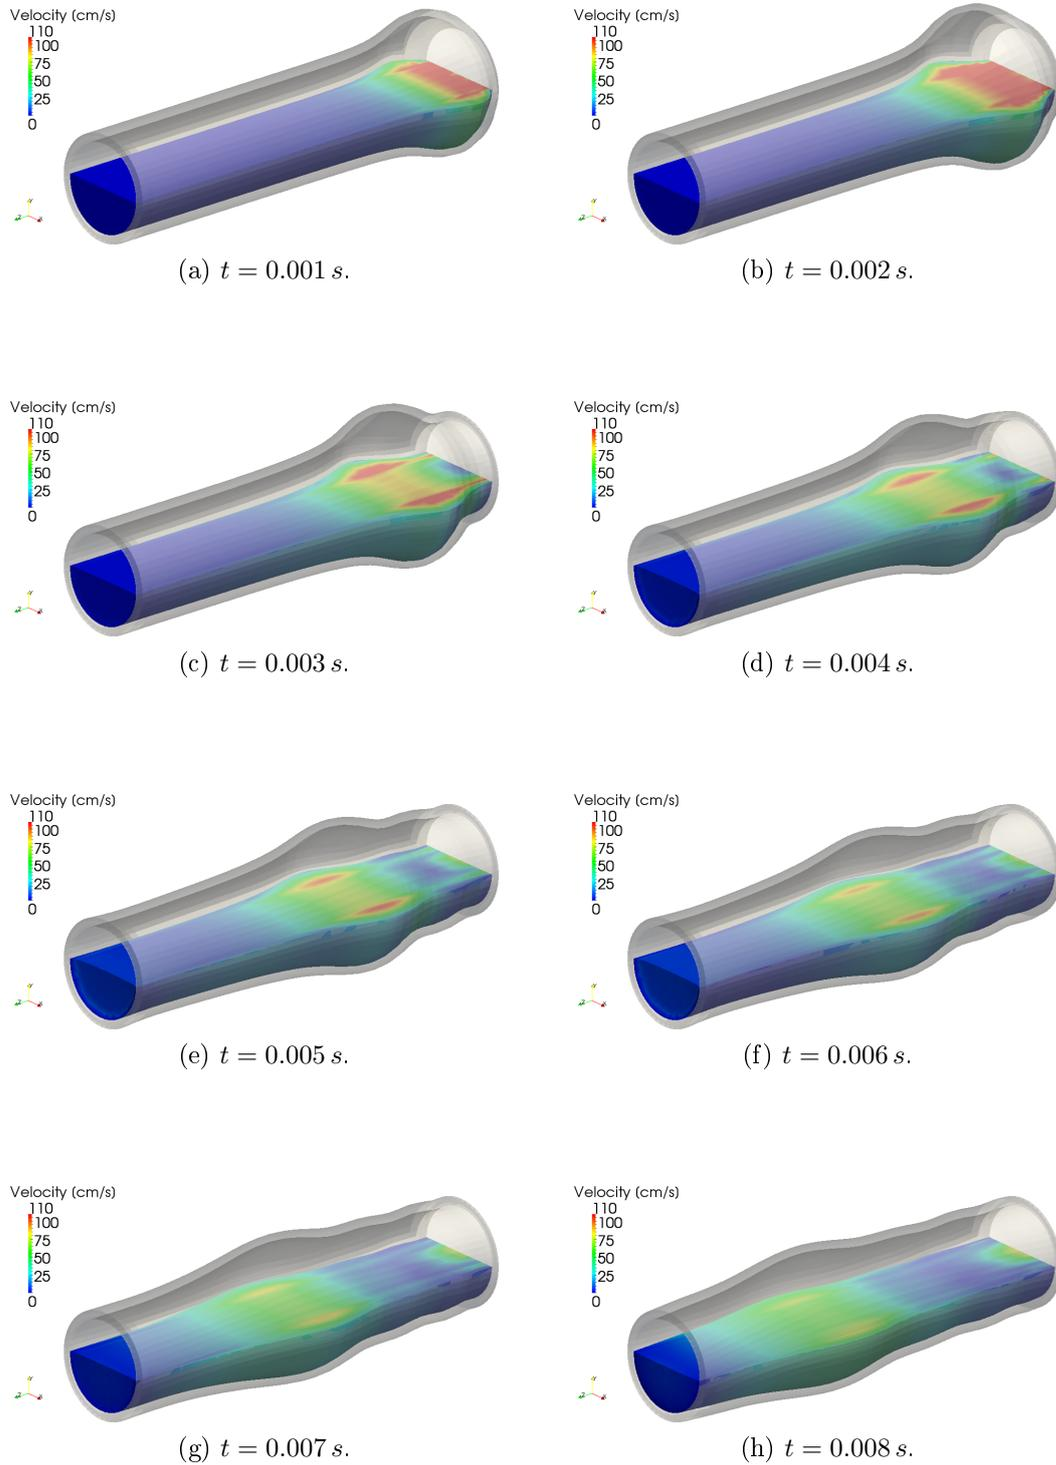 Velocity [cm/s]
110
100
75
50
25
0
Y
Z
X
(a) t = 0.001 s.
Velocity [cm/s]
110
100
75
50
25
0
Y
Z
X
(b) t = 0.002 s.
Velocity [cm/s]
110
100
75
50
25
0
Y
Z
X
(c) t = 0.003 s.
Velocity [cm/s]
110
100
75
50
25
0
Y
Z
X
(d) t = 0.004 s.
Velocity [cm/s]
110
100
75
50
25
0
Y
Z
X
(e) t = 0.005 s.
Velocity [cm/s]
110
100
75
50
25
0
Y
Z
X
(f) t = 0.006 s.
Velocity [cm/s]
110
100
75
50
25
0
Y
Z
X
(g) t = 0.007 s.
Velocity [cm/s]
110
100
75
50
25
0
Y
Z
X
(h) t = 0.008 s.